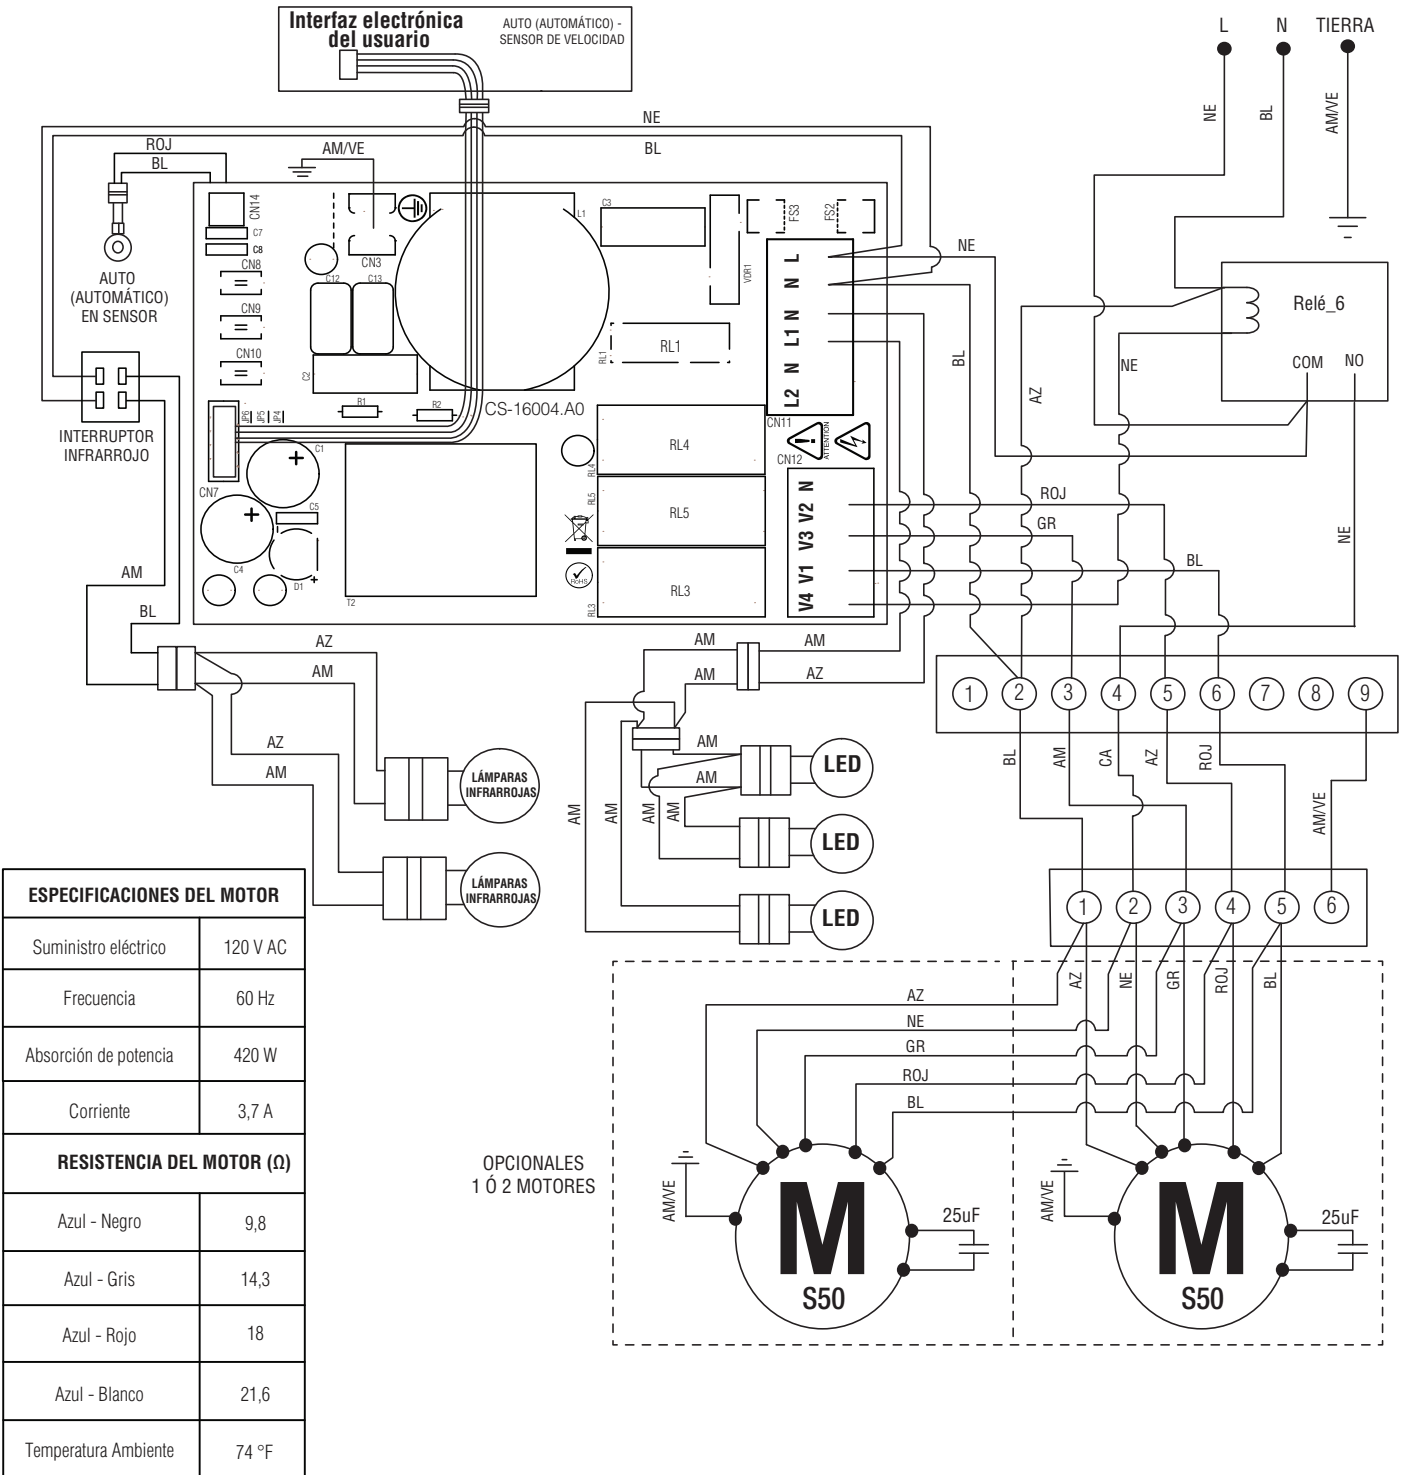 Interfaz electrónica
del usuario
AUTO (AUTOMÁTICO) -
SENSOR DE VELOCIDAD
L
N
TIERRA
NE
BL
AM/VE
NE
BL
ROJ
BL
AM/VE
AUTO
(AUTOMÁTICO)
EN SENSOR
INTERRUPTOR
INFRARROJO
CN14
C7
C8
CN8
CN9
CN10
CN3
C12
C13
C2
L1
C3
VDR1
FS3
FS2
RL1
RL1
R1
R2
CS-16004.A0
JP6
JP5
JP4
CN7
C1
C5
C4
D1
T2
RL4
RL4
RL5
RL5
RL3
RL3
RoHS
L2 N L1 N N L
CN11
ATTENTION
CN12
V4 V1 V3 V2 N
NE
BL
AZ
NE
Relé_6
COM
NO
NE
ROJ
GR
BL
AM
BL
AZ
AM
AZ
AM
LÁMPARAS
INFRARROJAS
LÁMPARAS
INFRARROJAS
AM
AM
AM
AZ
AM
AM
AM
AM
AM
AM
LED
LED
LED
1 2 3 4 5 6 7 8 9
BL
AM
CA
AZ
ROJ
AM/VE
1 2 3 4 5 6
AZ
NE
GR
ROJ
BL
AZ
NE
GR
ROJ
BL
OPCIONALES
1 Ó 2 MOTORES
AM/VE
M
S50
25uF
AM/VE
M
S50
25uF
ESPECIFICACIONES DEL MOTOR
Suministro eléctrico 120 V AC
Frecuencia 60 Hz
Absorción de potencia 420 W
Corriente 3,7 A
RESISTENCIA DEL MOTOR (Ω)
Azul - Negro 9,8
Azul - Gris 14,3
Azul - Rojo 18
Azul - Blanco 21,6
Temperatura Ambiente 74 °F